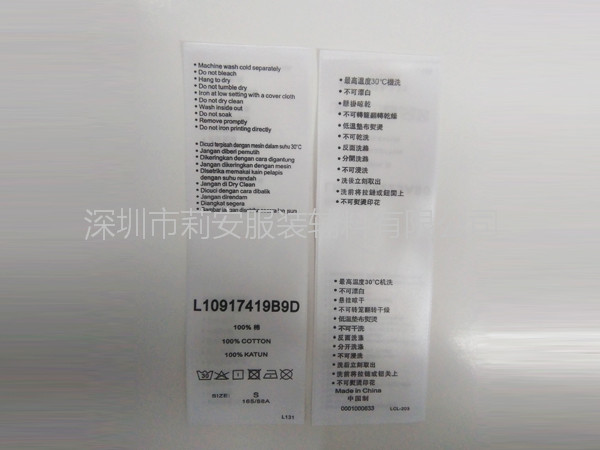 Machine wash cold separately
Do not bleach
Hang to dry
Do not tumble dry
Iron at low setting with a cover cloth
Do not dry clean
Wash inside out
Do not soak
Remove promptly
Do not iron printing directly
Dicuci terpisah dengan mesin dalam suhu 30°C
Jangan diberi pemutih
Dikeringkan dengan cara digantung
Jangan dikeringkan dengan mesin
Disetrika memakai kain pelapis
dengan suhu rendah
Jangan di Dry Clean
Dicuci dengan dibalik
Jangan direndam
Diangkat segera
L10917419B9D
100% 棉
100% COTTON
100% KATUN
SIZE: S
165/88A
L121
最高溫度30°C機洗
不可漂白
懸掛晾乾
不可轉籠翻轉乾燥
低溫墊布熨燙
不可乾洗
反面洗滌
分開洗滌
不可浸洗
洗後立刻取出
洗前將拉鏈或鈕閤上
不可熨燙印花
最高温度30°C机洗
不可漂白
悬挂晾干
不可转笼翻转干燥
低温垫布熨烫
不可干洗
反面洗涤
分开洗涤
不可浸洗
洗后立刻取出
洗前将拉链或钮关上
不可熨烫印花
Made in China
中国制
0001000833
LCL-003
深圳市莉安服装辅料有限公司